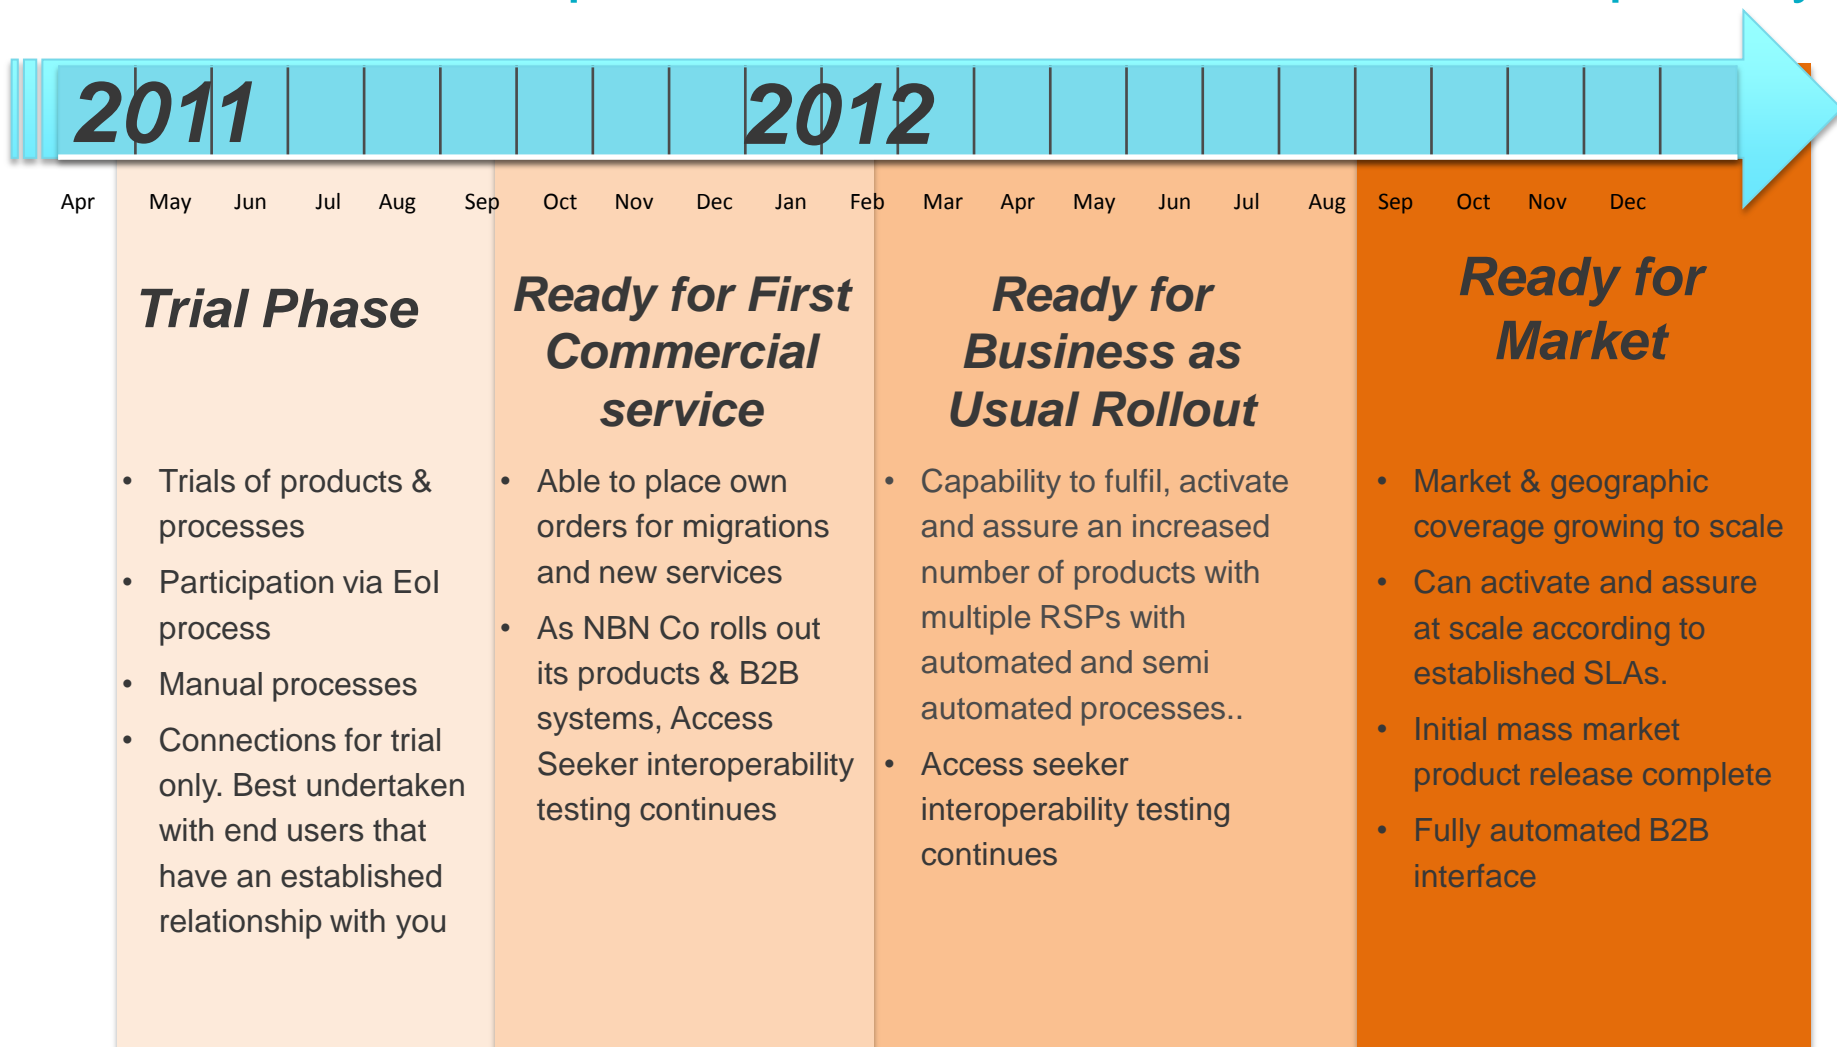 2011 2012
Apr May Jun Jul Aug Sep Oct Nov Dec Jan Feb Mar Apr May Jun Jul Aug Sep Oct Nov Dec
Trial Phase
• Trials of products &
processes
• Participation via EoI
process
• Manual processes
• Connections for trial
only. Best undertaken
with end users that
have an established
relationship with you
Ready for First
Commercial
service
• Able to place own
orders for migrations
and new services
• As NBN Co rolls out
its products & B2B
systems, Access
Seeker interoperability
testing continues
Ready for
Business as
Usual Rollout
• Capability to fulfil, activate
and assure an increased
number of products with
multiple RSPs with
automated and semi
automated processes..
• Access seeker
interoperability testing
continues
Ready for
Market
• Market & geographic
coverage growing to scale
• Can activate and assure
at scale according to
established SLAs.
• Initial mass market
product release complete
• Fully automated B2B
interface